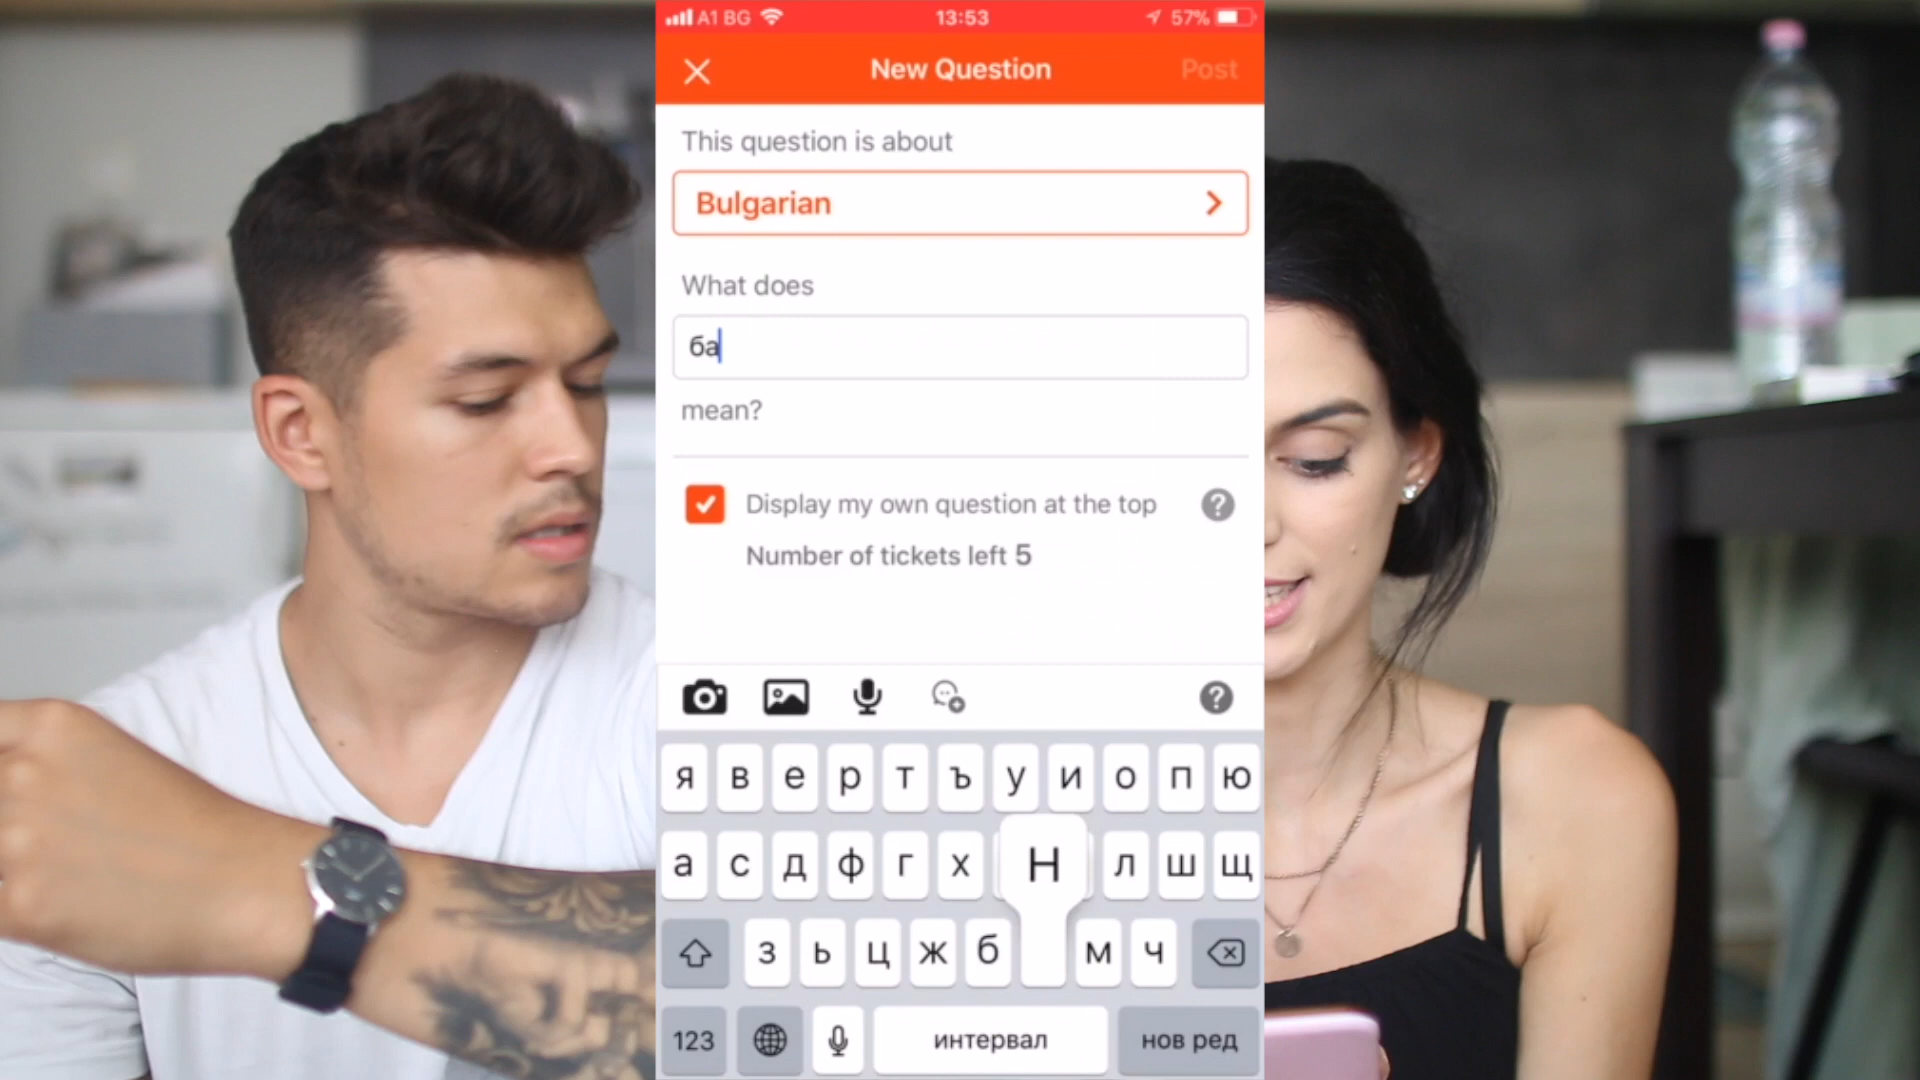 A1 BG 13:53 57%
New Question Post
This question is about
Bulgarian
What does
ба
mean?
Display my own question at the top
Number of tickets left 5
я в е р т ъ у и о п ю
а с д ф г х л ш щ
н
з ь ц ж б м ч
123 интервал нов ред